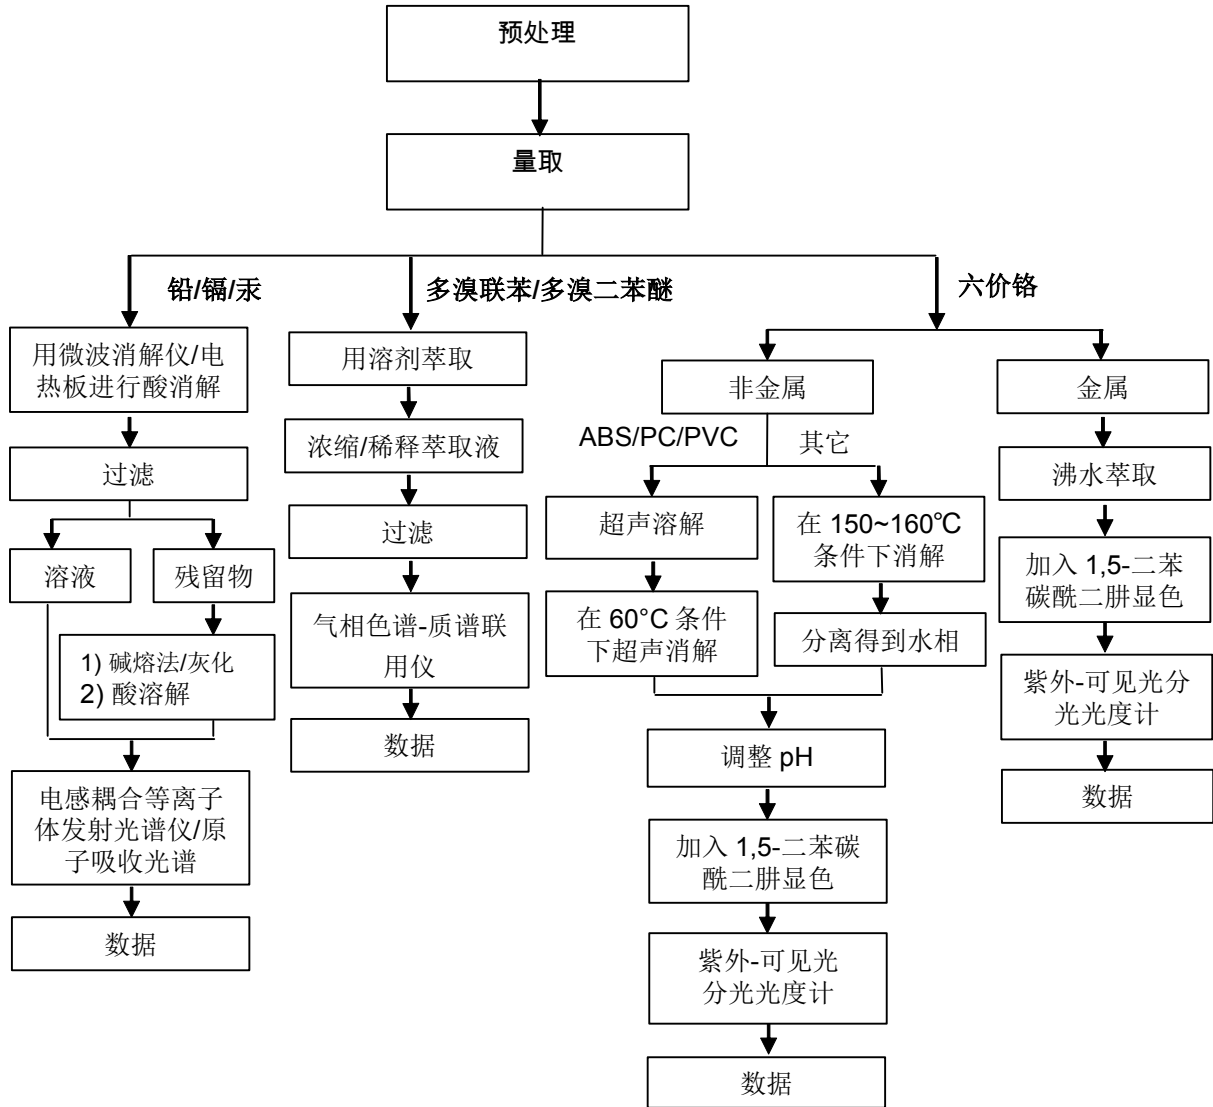 预处理
量取
铅/镉/汞
多溴联苯/多溴二苯醚
六价铬
用微波消解仪/电
热板进行酸消解
过滤
溶液
残留物
1) 碱熔法/灰化
2) 酸溶解
电感耦合等离子
体发射光谱仪/原
子吸收光谱
数据
用溶剂萃取
浓缩/稀释萃取液
过滤
气相色谱-质谱联
用仪
数据
非金属
ABS/PC/PVC
其它
超声溶解
在 60°C 条件
下超声消解
在 150~160℃
条件下消解
分离得到水相
调整 pH
加入 1,5-二苯碳
酰二肼显色
紫外-可见光
分光光度计
数据
金属
沸水萃取
加入 1,5-二苯
碳酰二肼显色
紫外-可见光分
光光度计
数据